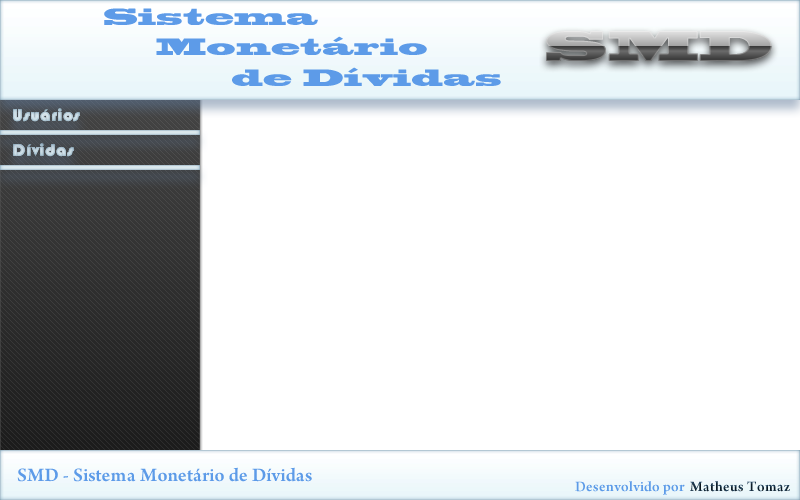 Sistema
Monetário
de Dívidas
SMD
Usuários
Dívidas
SMD - Sistema Monetário de Dívidas
Desenvolvido por Matheus Tomaz